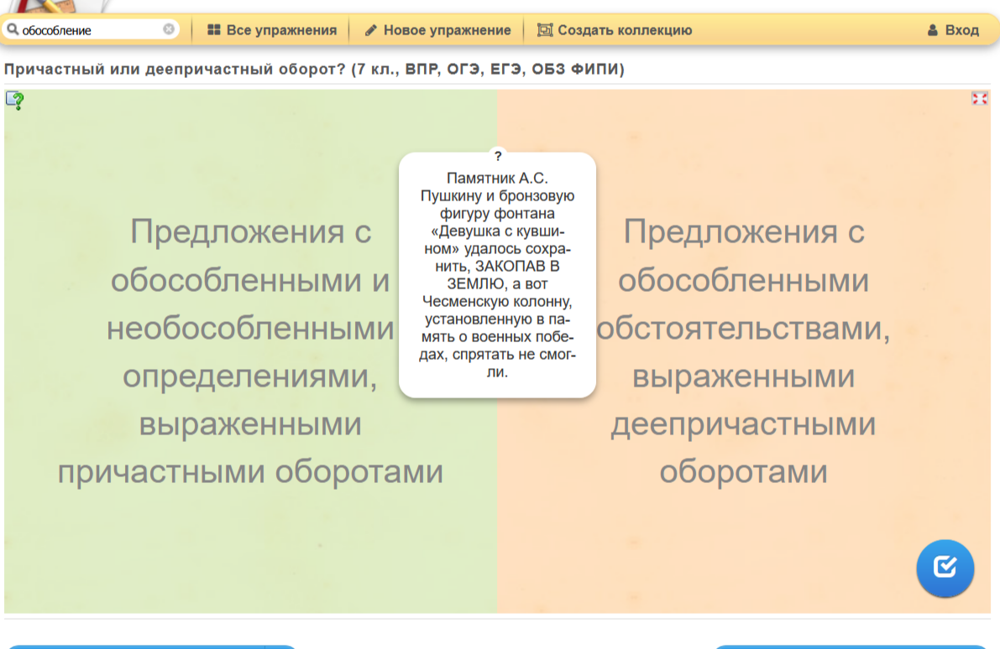 обособление
Все упражнения
Новое упражнение
Создать коллекцию
Вход
Причастный или деепричастный оборот? (7 кл., ВПР, ОГЭ, ЕГЭ, ОБЗ ФИПИ)
Предложения с
обособленными и
необособленными
определениями,
выраженными
причастными оборотами
?
Памятник А.С.
Пушкину и бронзовую
фигуру фонтана
«Девушка с кувши-
ном» удалось сохра-
нить, ЗАКОПАВ В
ЗЕМЛЮ, а вот
Чесменскую колонну,
установленную в па-
мять о военных побе-
дах, спрятать не смог-
ли.
Предложения с
обособленными
обстоятельствами,
выраженными
деепричастными
оборотами